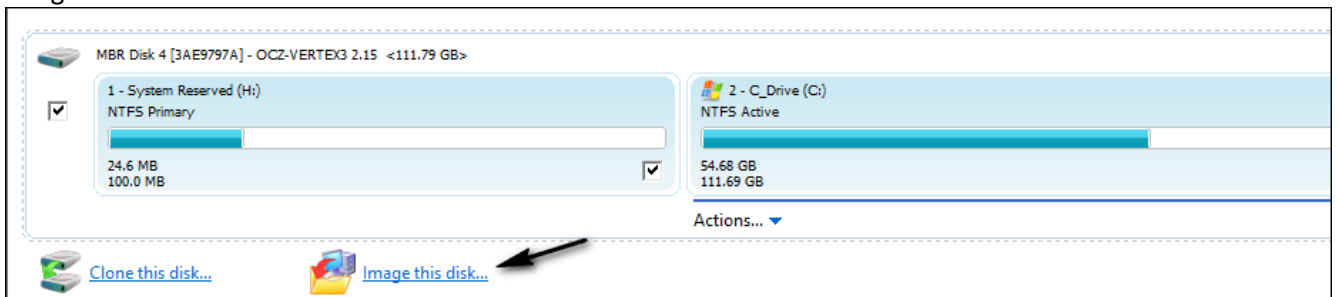 MBR Disk 4 [3AE9797A] - OCZ-VERTEX3 2.15 <111.79 GB>
1 - System Reserved (H:)
NTFS Primary
24.6 MB
100.0 MB
2 - C_Drive (C:)
NTFS Active
54.68 GB
111.69 GB
Actions...
Clone this disk...
Image this disk...